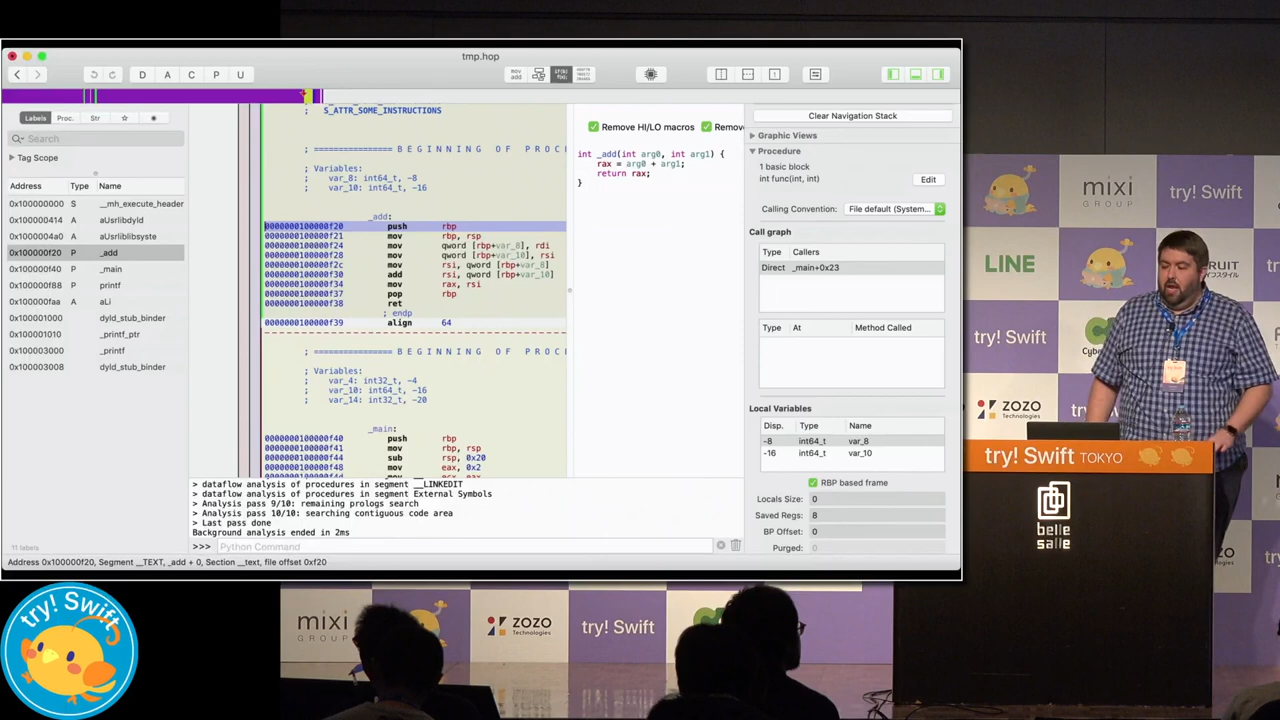 tmp.hop
D A C P U
Labels Proc. Str
Search
Tag Scope
Address Type Name
0x100000000 S __mh_execute_header
0x100000414 A aUsrlibdyld
0x1000004a0 A aUsrliblibsyste
0x100000f20 P _add
0x100000f40 P _main
0x100000f88 P printf
0x100000faa A aLi
0x100001000 dyld_stub_binder
0x100001010 _printf_ptr
0x100003000 _printf
0x100003008 dyld_stub_binder
11 labels
; S_ATTR_SOME_INSTRUCTIONS
; =============== B E G I N N I N G   O F   P R O C
; Variables:
; var_8: int64_t, -8
; var_10: int64_t, -16
_add:
0000000100000f20 push rbp
0000000100000f21 mov rbp, rsp
0000000100000f24 mov qword [rbp+var_8], rdi
0000000100000f28 mov qword [rbp+var_10], rsi
0000000100000f2c mov rsi, qword [rbp+var_8]
0000000100000f30 add rsi, qword [rbp+var_10]
0000000100000f34 mov rax, rsi
0000000100000f37 pop rbp
0000000100000f38 ret
; endp
0000000100000f39 align 64
; =============== B E G I N N I N G   O F   P R O C
; Variables:
; var_4: int32_t, -4
; var_10: int64_t, -16
; var_14: int32_t, -20
_main:
0000000100000f40 push rbp
0000000100000f41 mov rbp, rsp
0000000100000f44 sub rsp, 0x20
0000000100000f48 mov eax, 0x2
> dataflow analysis of procedures in segment __LINKEDIT
> dataflow analysis of procedures in segment External Symbols
> Analysis pass 9/10: remaining prologs search
> Analysis pass 10/10: searching contiguous code area
> Last pass done
Background analysis ended in 2ms
>>> Python Command
Address 0x100000f20, Segment __TEXT, _add + 0, Section __text, file offset 0xf20
Remove HI/LO macros Remov
int _add(int arg0, int arg1) {
rax = arg0 + arg1;
return rax;
}
Clear Navigation Stack
Graphic Views
Procedure
1 basic block
int func(int, int)
Edit
Calling Convention: File default (System...
Call graph
Type Callers
Direct _main+0x23
Type At Method Called
Local Variables
Disp. Type Name
-8 int64_t var_8
-16 int64_t var_10
RBP based frame
Locals Size: 0
Saved Regs: 8
BP Offset: 0
Purged: 0
mixi
GROUP
try! Swift
LINE
try! Swift
ZOZO
Technologies
try! Swift TOKYO
belle
salle
try! Swift
mixi
GROUP
ZOZO
Technologies
try! Swift